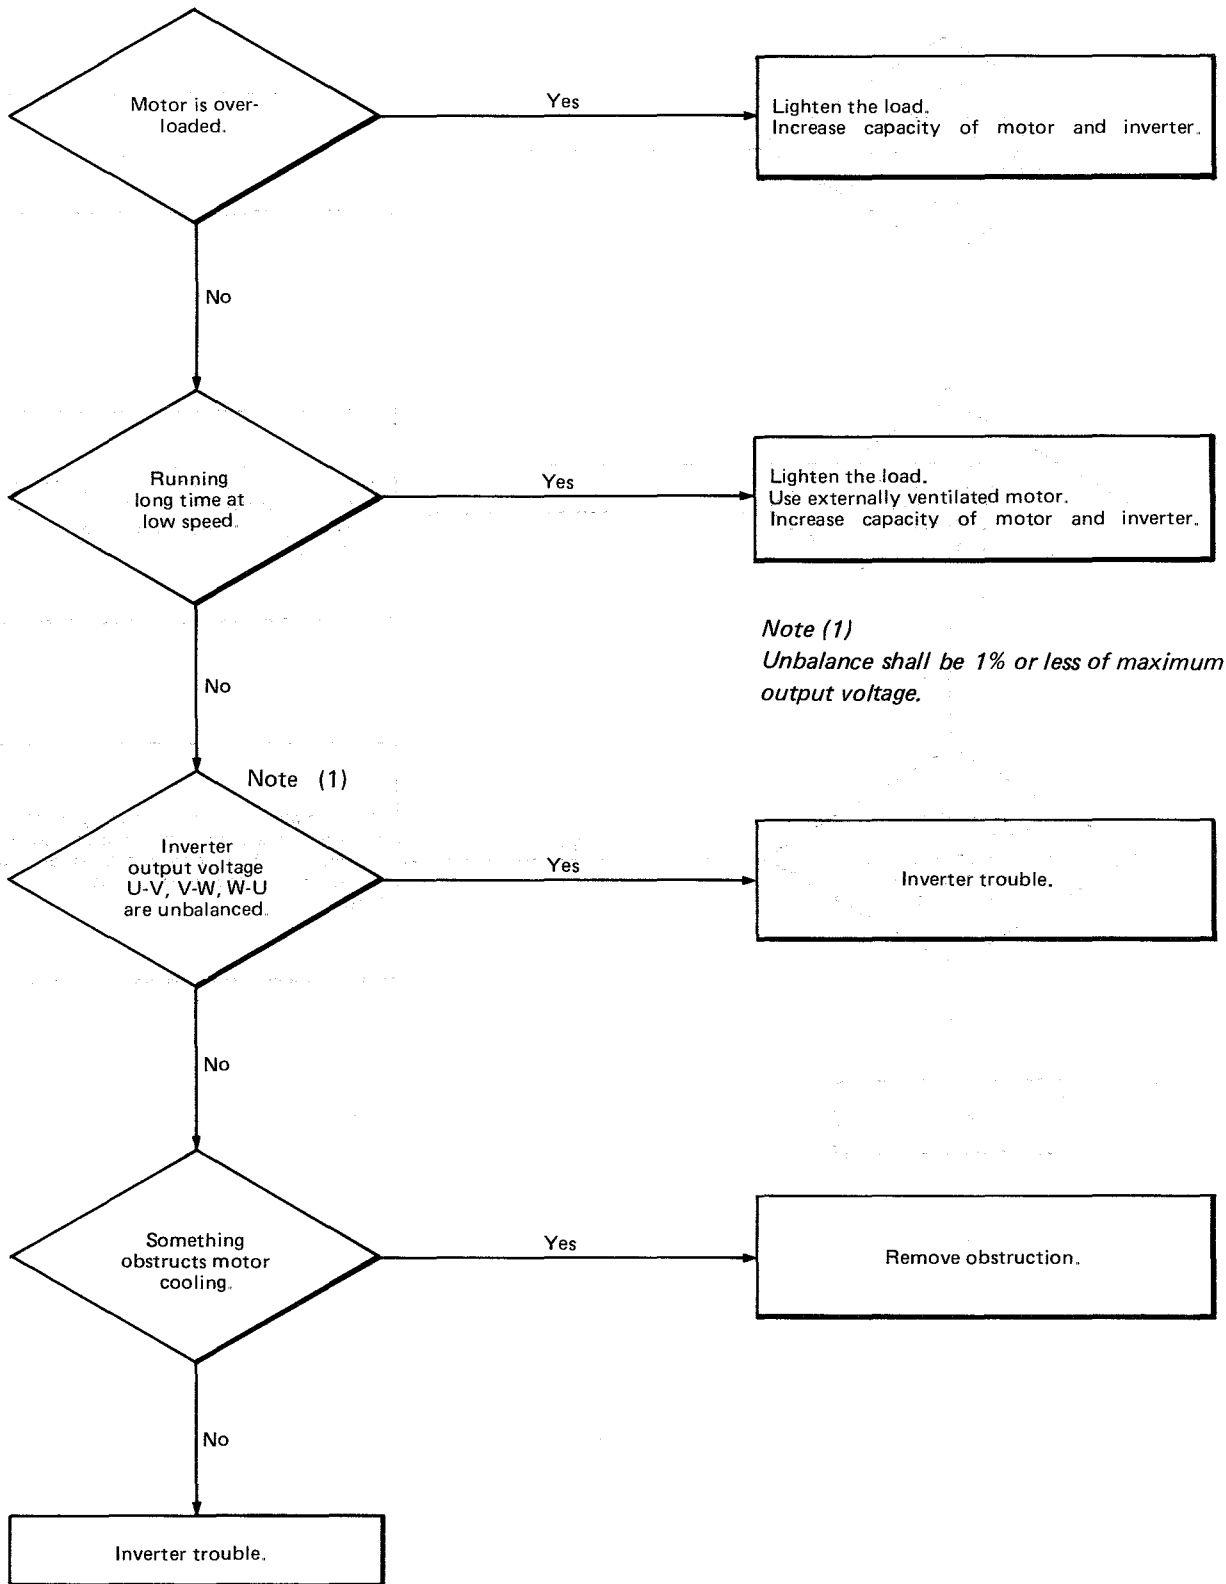 Motor is over-
loaded.
Yes
Lighten the load.
Increase capacity of motor and inverter.
No
Running
long time at
low speed.
Yes
Lighten the load.
Use externally ventilated motor.
Increase capacity of motor and inverter.
Note (1)
Unbalance shall be 1% or less of maximum
output voltage.
No
Note (1)
Inverter
output voltage
U-V, V-W, W-U
are unbalanced.
Yes
Inverter trouble.
No
Something
obstructs motor
cooling.
Yes
Remove obstruction.
No
Inverter trouble.